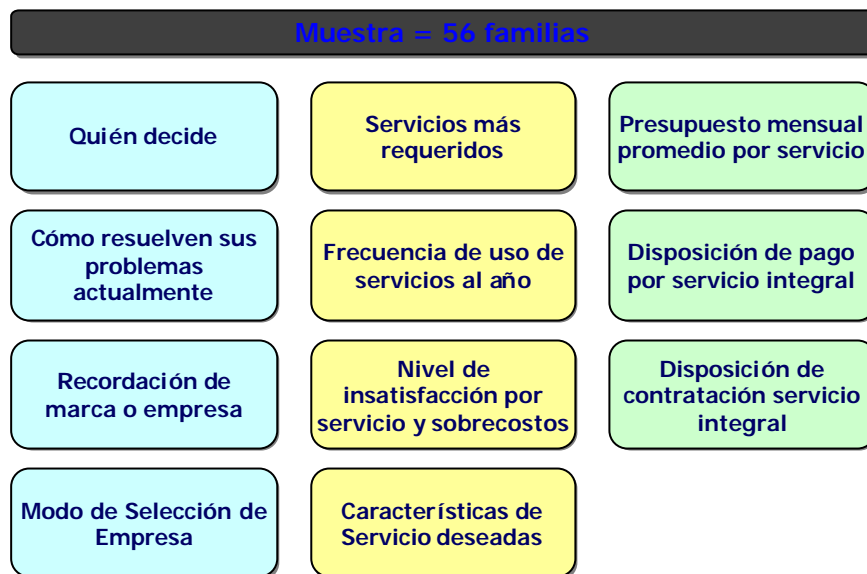 Muestra = 56 familias
Quién decide
Servicios más
requeridos
Presupuesto mensual
promedio por servicio
Cómo resuelven sus
problemas
actualmente
Frecuencia de uso de
servicios al año
Disposición de pago
por servicio integral
Recordación de
marca o empresa
Nivel de
insatisfacción por
servicio y sobrecostos
Disposición de
contratación servicio
integral
Modo de Selección de
Empresa
Características de
Servicio deseadas